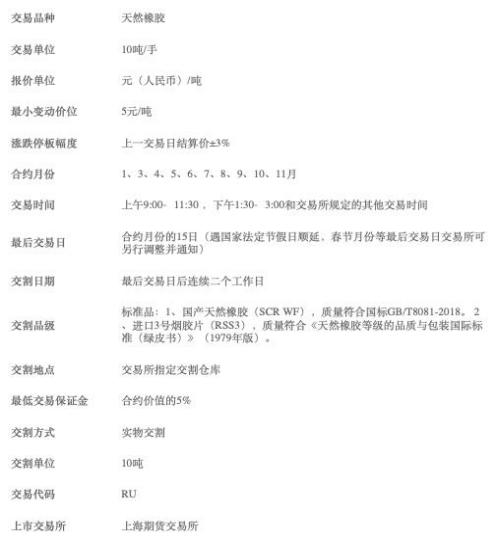 交易品种 天然橡胶
交易单位 10吨/手
报价单位 元（人民币）/吨
最小变动价位 5元/吨
涨跌停板幅度 上一交易日结算价±3%
合约月份 1、3、4、5、6、7、8、9、10、11月
交易时间 上午9:00- 11:30 ，下午1:30- 3:00和交易所规定的其他交易时间
最后交易日 合约月份的15日（遇国家法定节假日顺延，春节月份等最后交易日交易所可
另行调整并通知）
交割日期 最后交易日后连续二个工作日
交割品级 标准品：1、国产天然橡胶（SCR WF），质量符合国标GB/T8081-2018。 2
、进口3号烟胶片（RSS3），质量符合《天然橡胶等级的品质与包装国际标
准（绿皮书）》（1979年版）。
交割地点 交易所指定交割仓库
最低交易保证金 合约价值的5%
交割方式 实物交割
交割单位 10吨
交易代码 RU
上市交易所 上海期货交易所